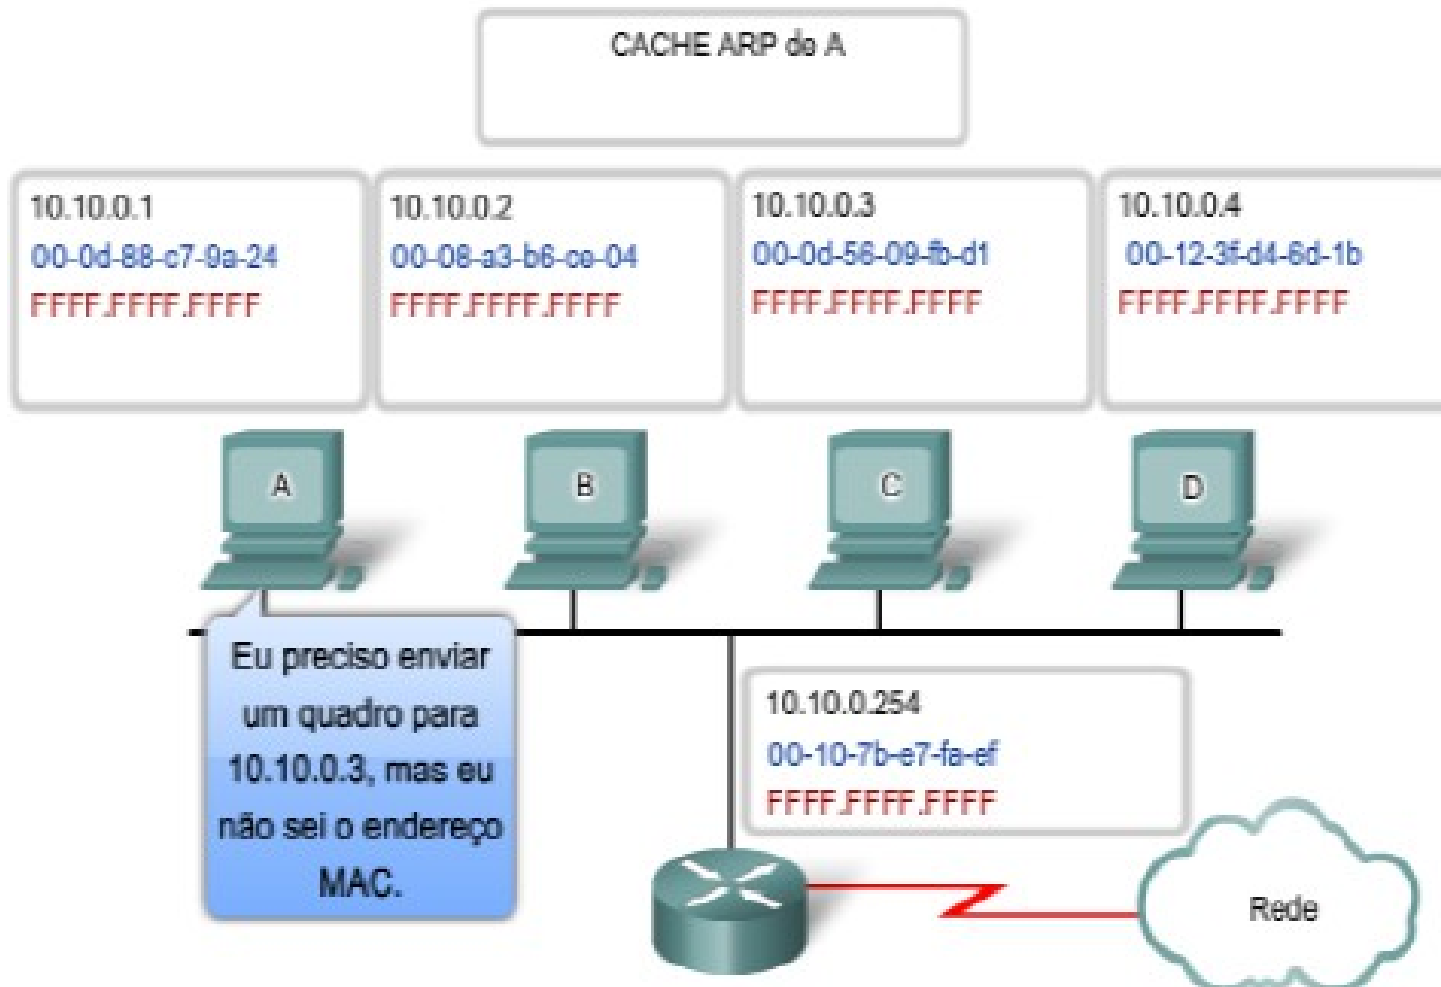 CACHE ARP de A
10.10.0.1
00-0d-88-c7-9a-24
FFFF.FFFF.FFFF
10.10.0.2
00-08-a3-b6-ce-04
FFFF.FFFF.FFFF
10.10.0.3
00-0d-56-09-fb-d1
FFFF.FFFF.FFFF
10.10.0.4
00-12-3f-d4-6d-1b
FFFF.FFFF.FFFF
A
B
C
D
Eu preciso enviar
um quadro para
10.10.0.3, mas eu
não sei o endereço
MAC.
10.10.0.254
00-10-7b-e7-fa-ef
FFFF.FFFF.FFFF
Rede